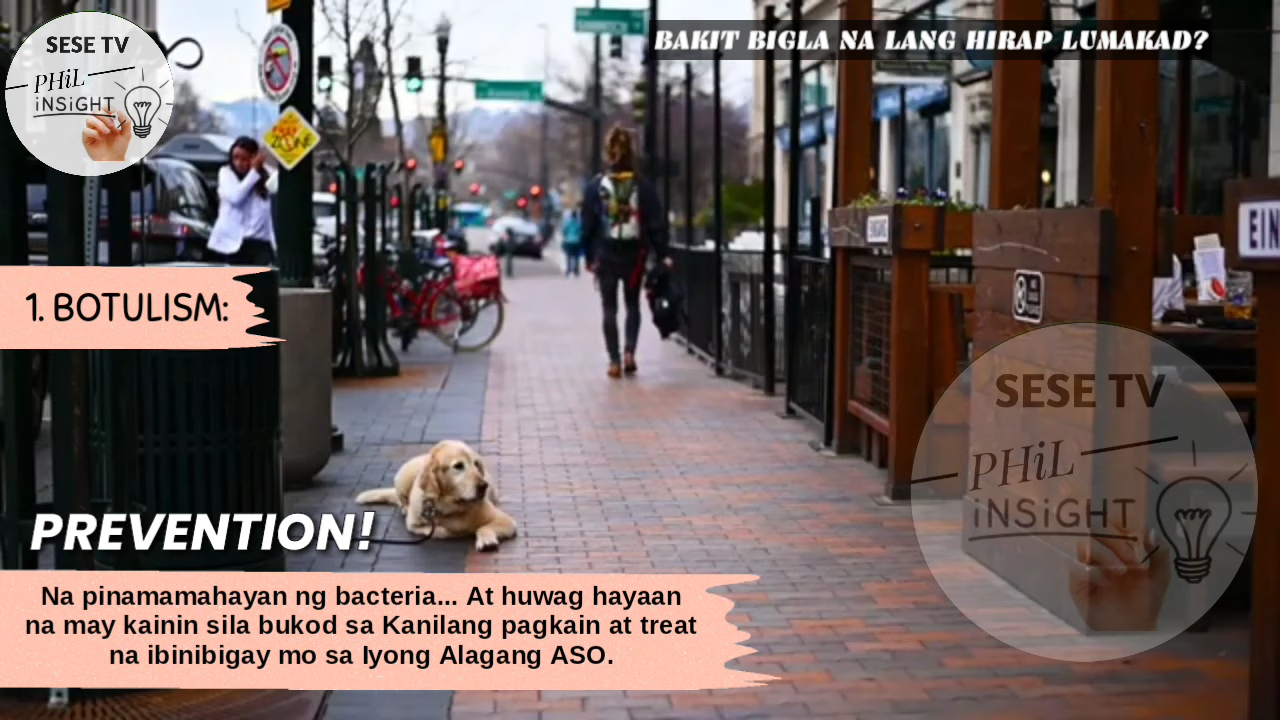 SESE TV
PHiL
iNSiGHT
BAKIT BIGLA NA LANG HIRAP LUMAKAD?
1. BOTULISM:
EIN
SESE TV
PHiL
iNSiGHT
PREVENTION!
Na pinamamahayan ng bacteria... At huwag hayaan
na may kainin sila bukod sa Kanilang pagkain at treat
na ibinibigay mo sa Iyong Alagang ASO.